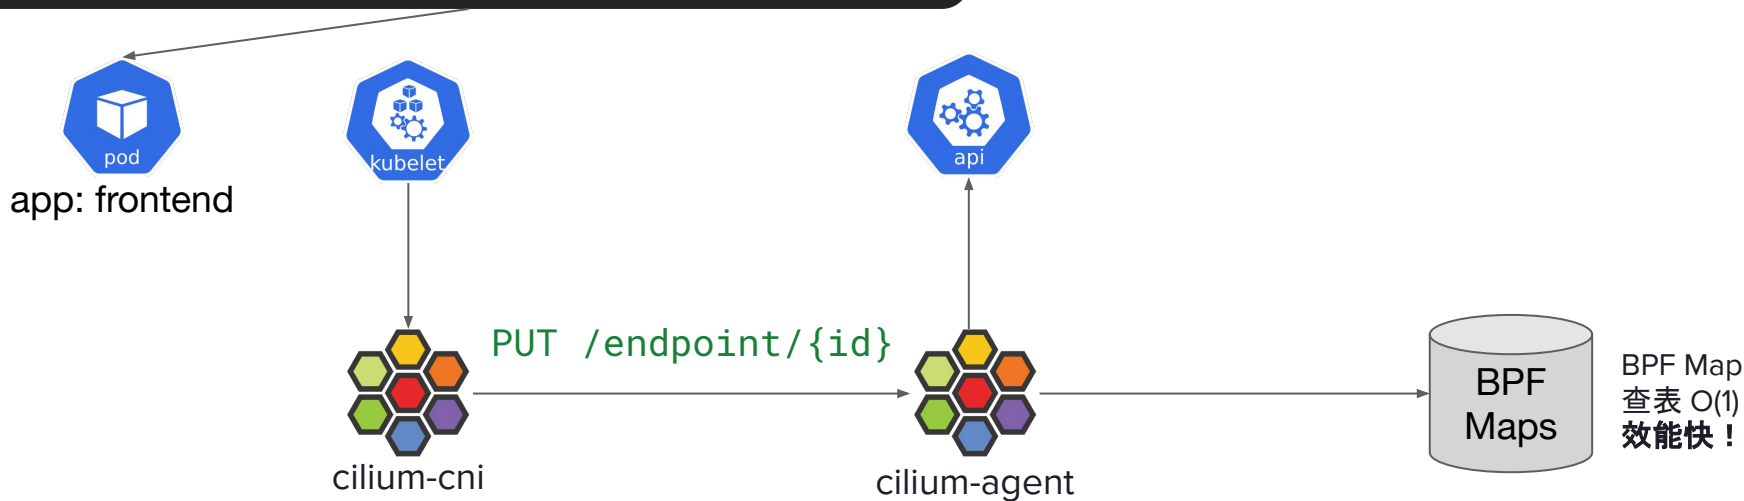 pod
kubelet
api
app: frontend
PUT /endpoint/{id}
BPF
Maps
BPF Map
查表 O(1)
效能快！
cilium-cni
cilium-agent